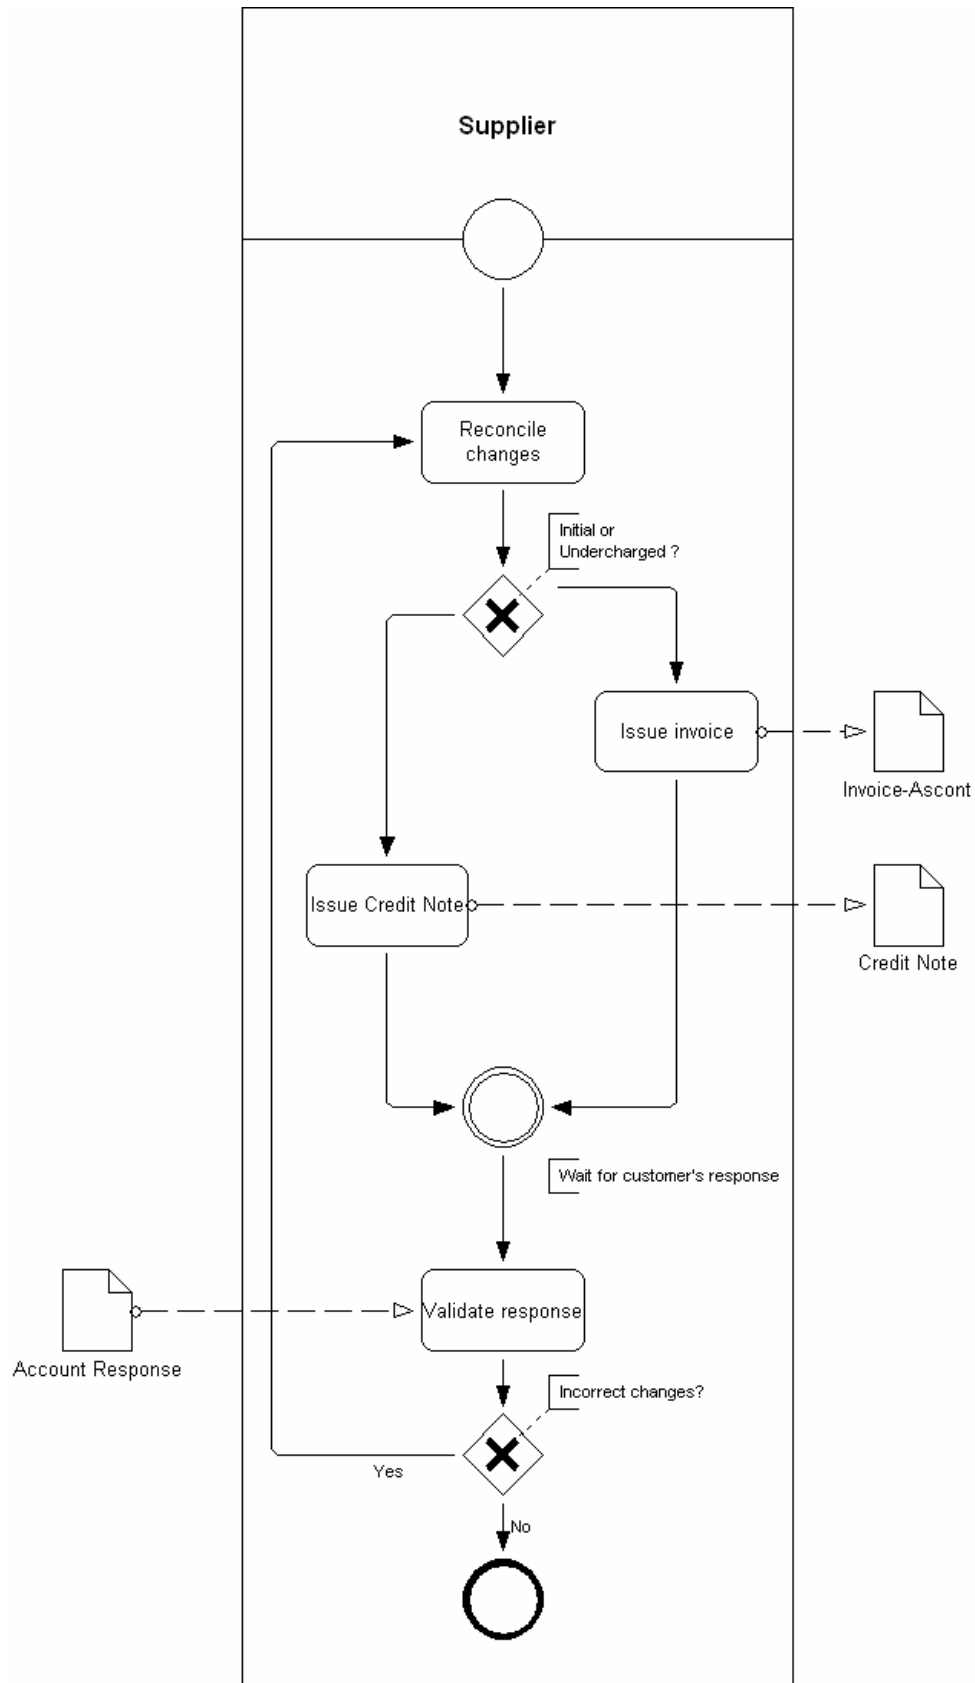 Supplier
Reconcile
changes
Initial or
Undercharged ?
Issue invoice
Invoice-Ascont
Issue Credit Note
Credit Note
Wait for customer's response
Validate response
Account Response
Incorrect changes?
Yes
No